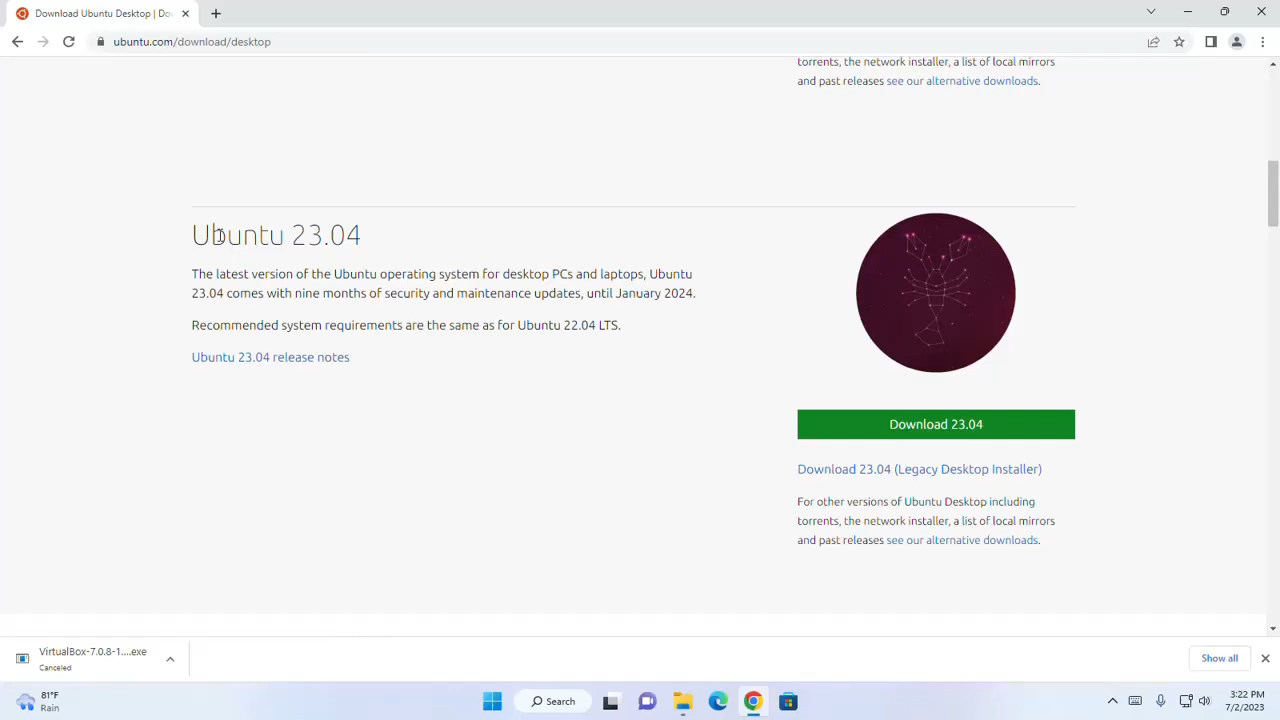 Download Ubuntu Desktop | Do
ubuntu.com/download/desktop
torrents, the network installer, a list of local mirrors
and past releases see our alternative downloads.
Ubuntu 23.04
The latest version of the Ubuntu operating system for desktop PCs and laptops, Ubuntu
23.04 comes with nine months of security and maintenance updates, until January 2024.
Recommended system requirements are the same as for Ubuntu 22.04 LTS.
Ubuntu 23.04 release notes
Download 23.04
Download 23.04 (Legacy Desktop Installer)
For other versions of Ubuntu Desktop including
torrents, the network installer, a list of local mirrors
and past releases see our alternative downloads.
VirtualBox-7.0.8-1....exe
Canceled
Show all
81°F
Rain
Search
3:22 PM
7/2/2023